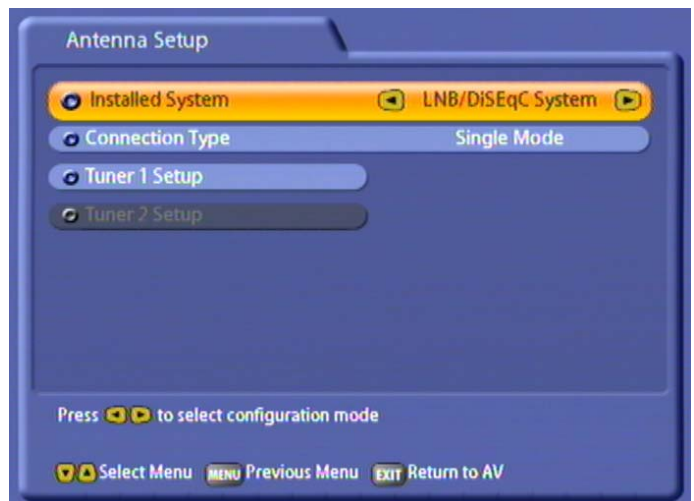 Antenna Setup
Installed System LNB/DiSEqC System
Connection Type Single Mode
Tuner 1 Setup
Tuner 2 Setup
Press to select configuration mode
Select Menu MENU Previous Menu EXIT Return to AV